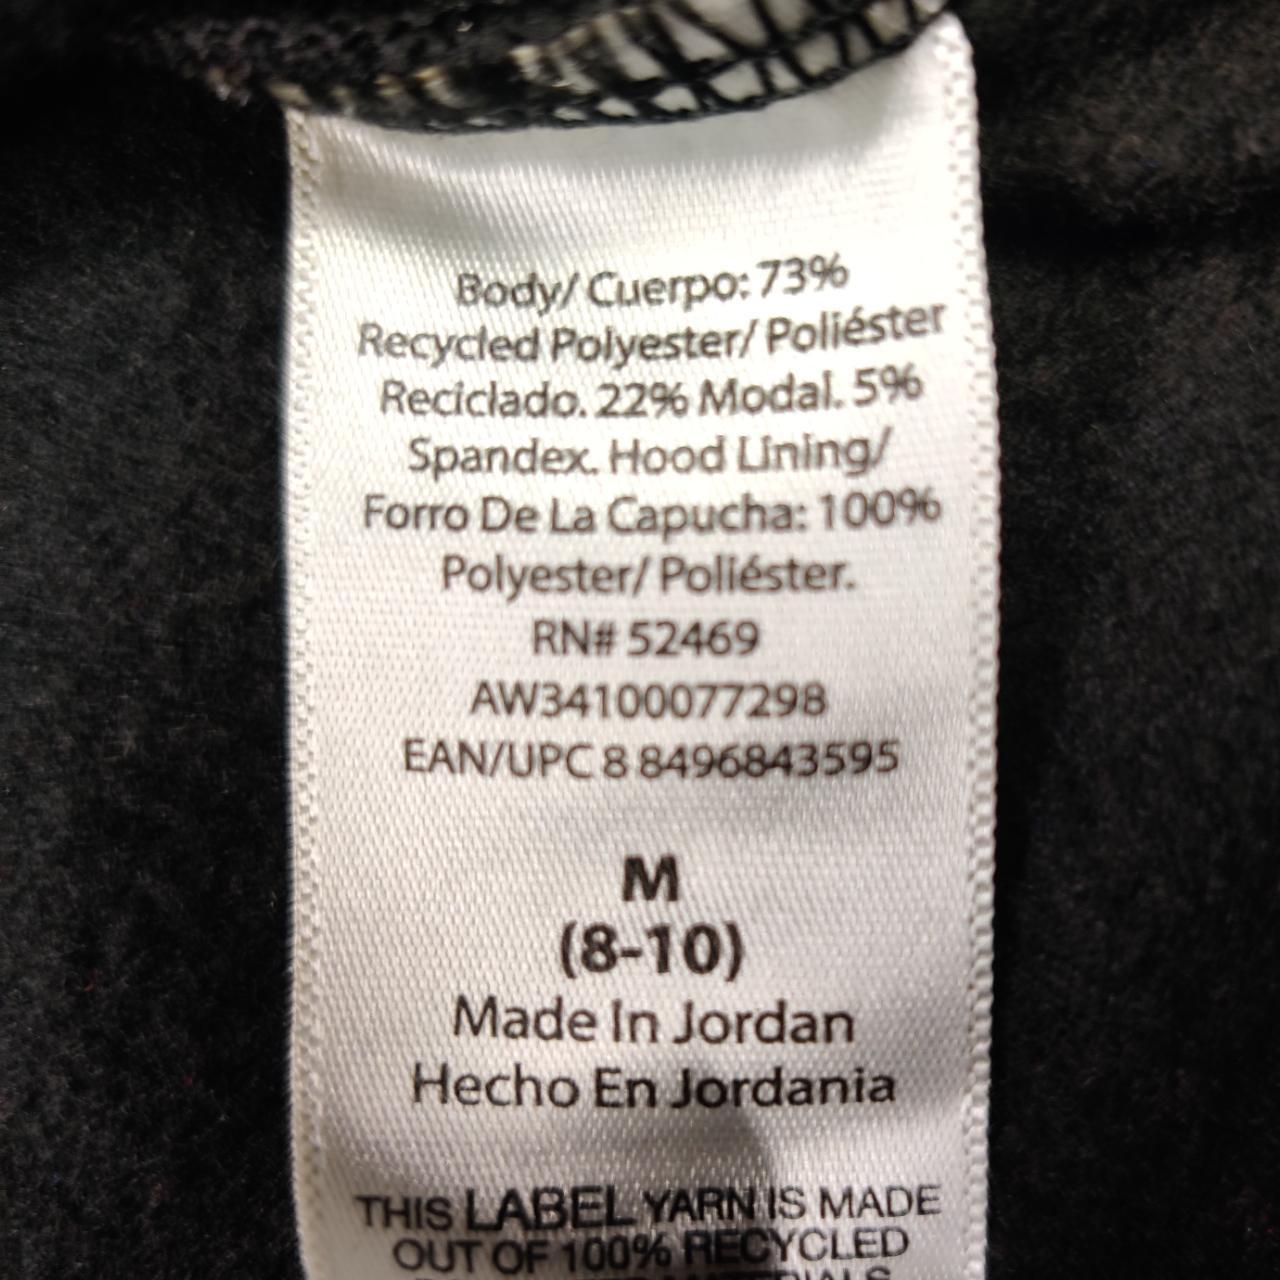 Body/ Cuerpo: 73%
Recycled Polyester/ Poliéster
Reciclado. 22% Modal. 5%
Spandex. Hood Lining/
Forro De La Capucha: 100%
Polyester/ Poliéster.
RN# 52469
AW34100077298
EAN/UPC 8 8496843595
M
(8-10)
Made In Jordan
Hecho En Jordania
THIS LABEL YARN IS MADE
OUT OF 100% RECYCLED